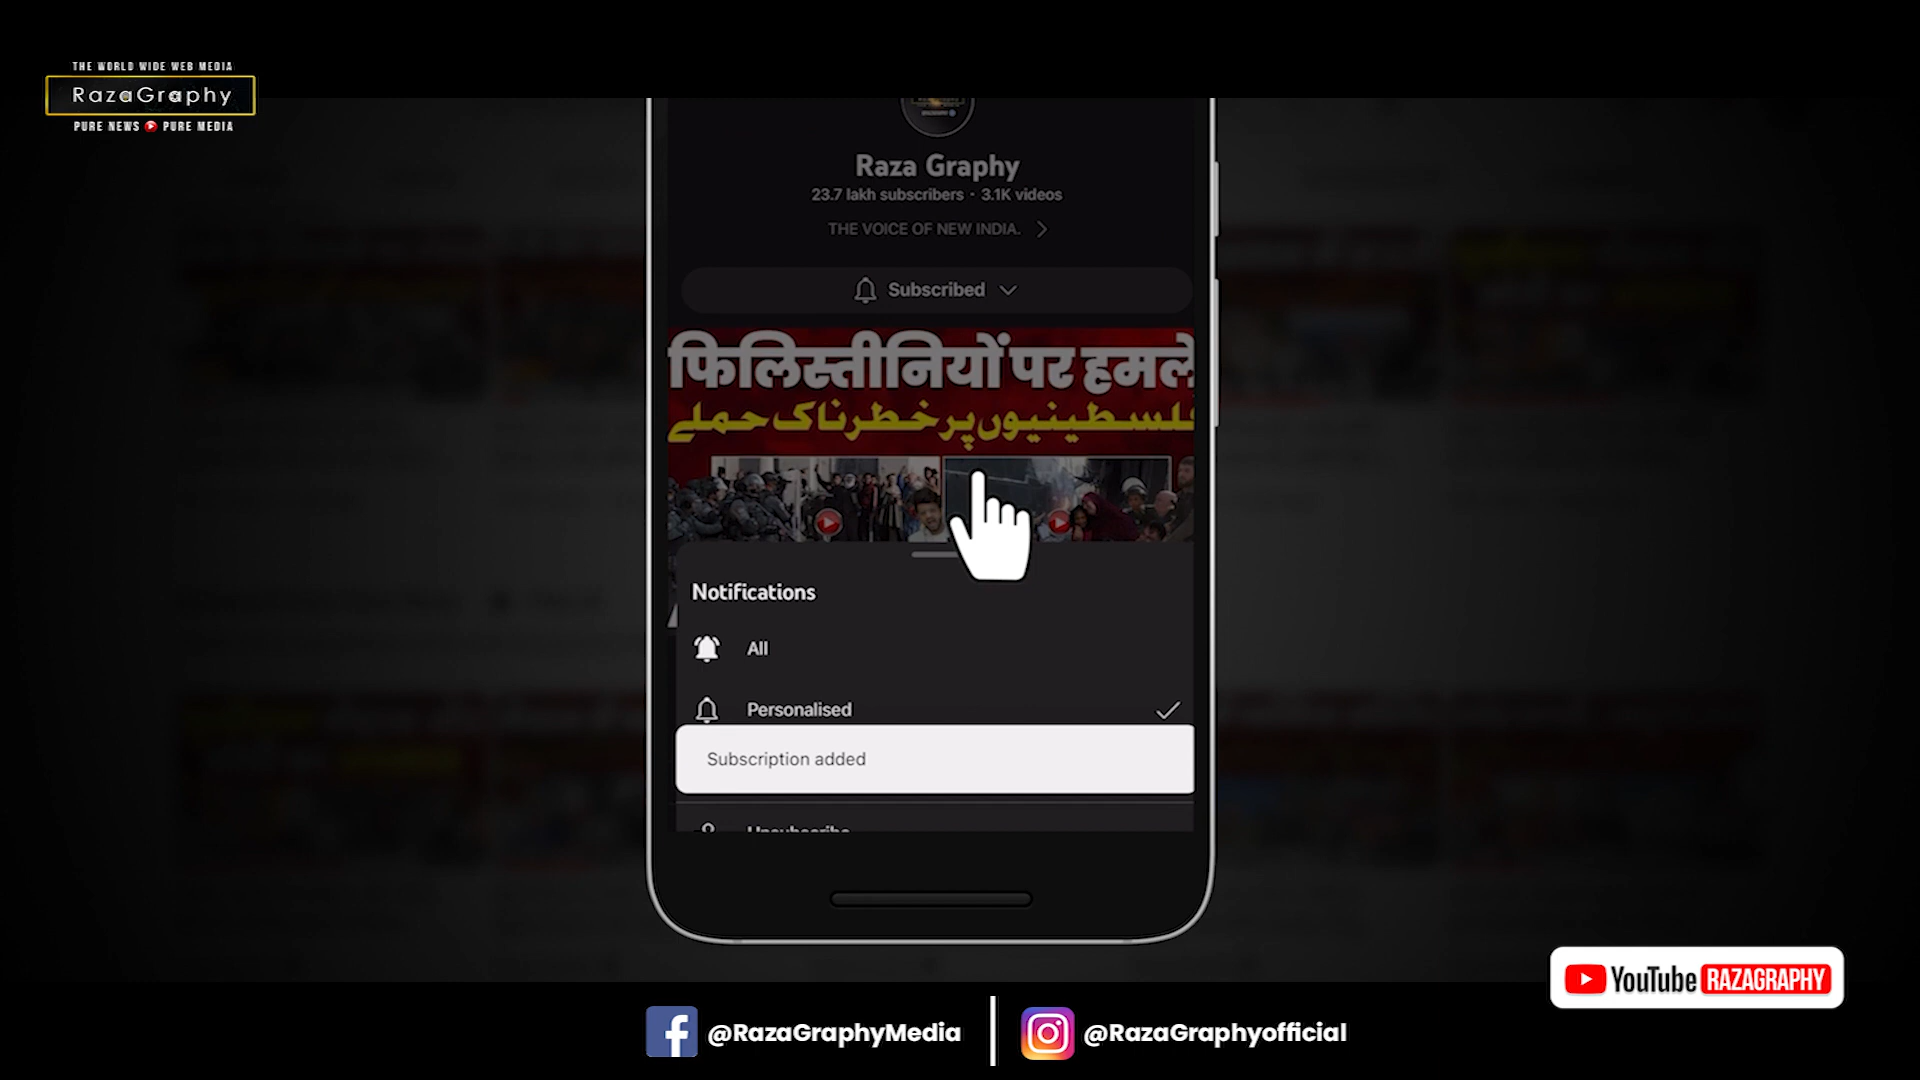 THE WORLD WIDE WEB MEDIA
RazaGraphy
PURE NEWS PURE MEDIA
Raza Graphy
23.7 lakh subscribers · 3.1K videos
THE VOICE OF NEW INDIA.
Subscribed
फिलिस्तीनियों पर हमले
فلسطینیوں پر خطرناک حملے
Notifications
All
Personalised
Subscription added
Unsubscribe
YouTube RAZAGRAPHY
@RazaGraphyMedia
@RazaGraphyofficial